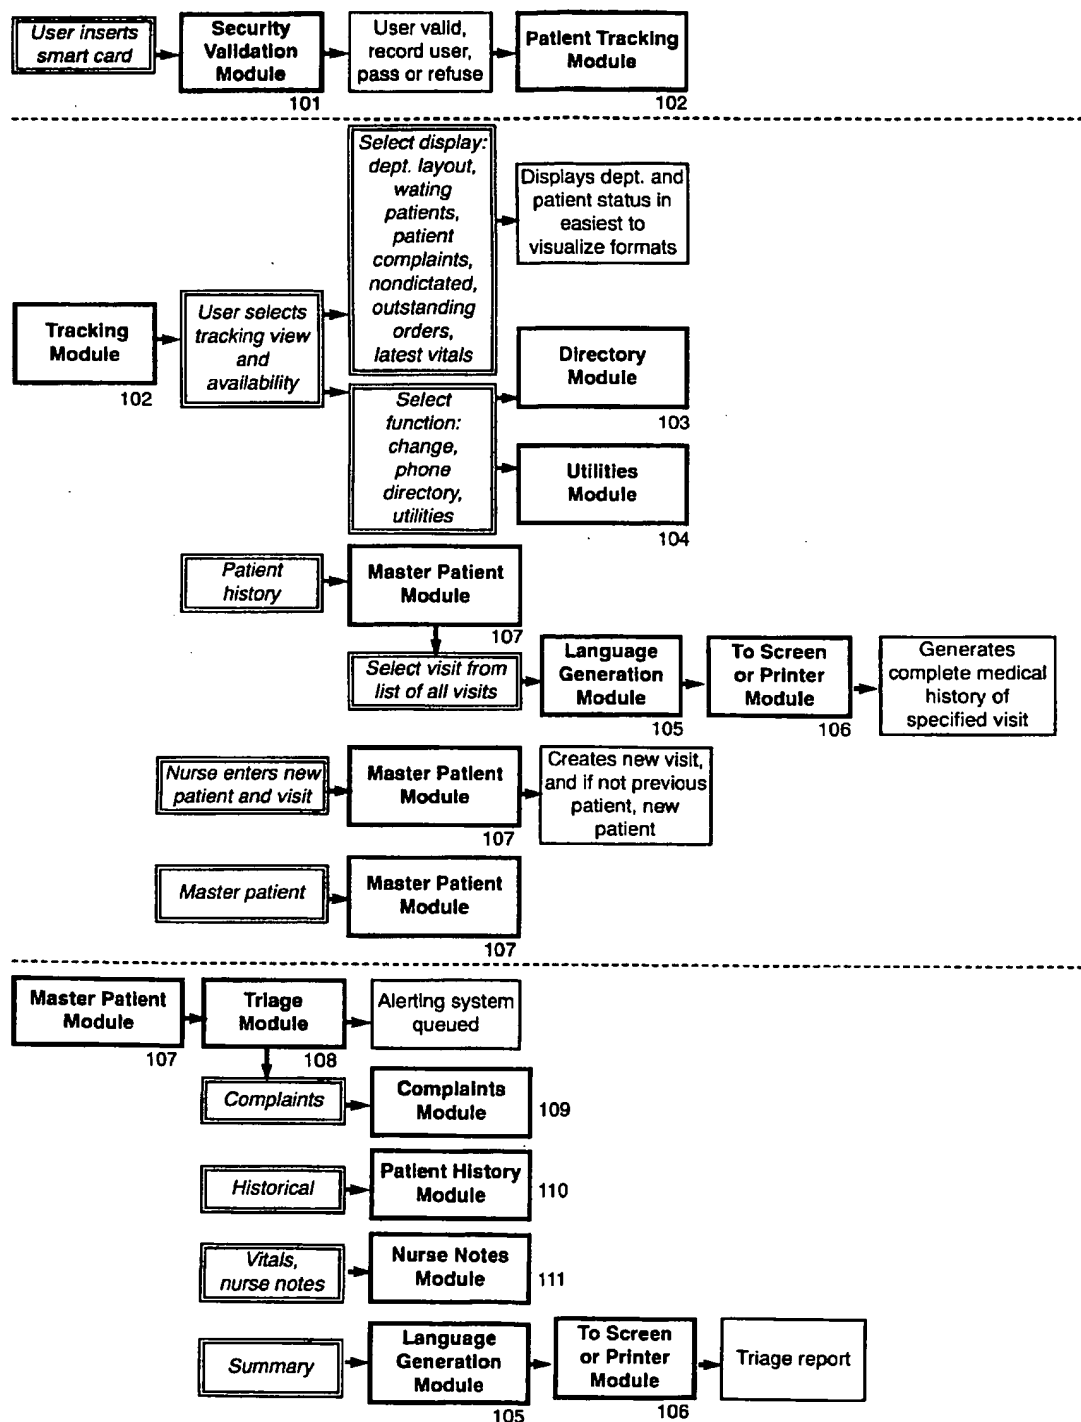 User inserts
smart card
Security
Validation
Module
101
User valid,
record user,
pass or refuse
Patient Tracking
Module
102
Tracking
Module
102
User selects
tracking view
and
availability
Select display:
dept. layout,
wating
patients,
patient
complaints,
nondictated,
outstanding
orders,
latest vitals
Displays dept. and
patient status in
easiest to
visualize formats
Select
function:
change,
phone
directory,
utilities
Directory
Module
103
Utilities
Module
104
Patient
history
Master Patient
Module
107
Select visit from
list of all visits
Language
Generation
Module
105
To Screen
or Printer
Module
106
Generates
complete medical
history of
specified visit
Nurse enters new
patient and visit
Master Patient
Module
107
Creates new visit,
and if not previous
patient, new
patient
Master patient
Master Patient
Module
107
Master Patient
Module
107
Triage
Module
108
Alerting system
queued
Complaints
Complaints
Module
109
Historical
Patient History
Module
110
Vitals,
nurse notes
Nurse Notes
Module
111
Summary
Language
Generation
Module
105
To Screen
or Printer
Module
106
Triage report